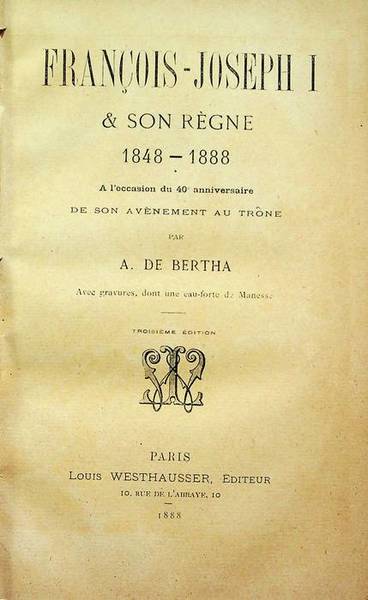 FRANÇOIS-JOSEPH I
& SON RÈGNE
1848 — 1888
A l'occasion du 40e anniversaire
DE SON AVÈNEMENT AU TRÔNE
PAR
A. DE BERTHA
Avec gravures, dont une eau-forte de Manesse
TROISIÈME ÉDITION
LW
PARIS
LOUIS WESTHAUSSER, ÉDITEUR
10, RUE DE L'ABBAYE, 10
1888